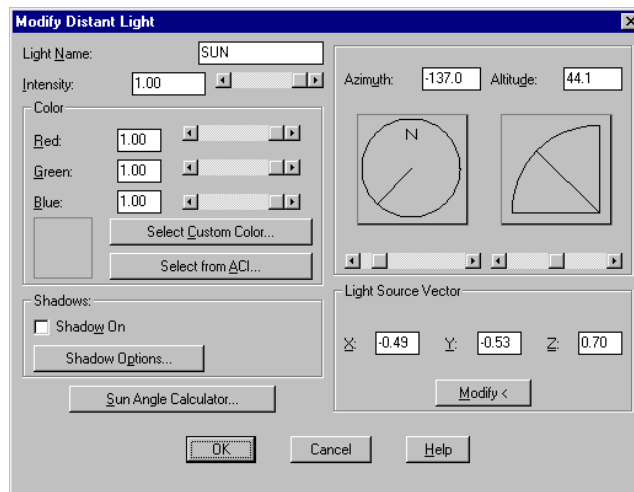 Modify Distant Light
Light Name: SUN
Intensity: 1.00
Color
Red: 1.00
Green: 1.00
Blue: 1.00
Select Custom Color...
Select from ACI...
Shadows:
Shadow On
Shadow Options...
Sun Angle Calculator...
Azimuth: -137.0 Altitude: 44.1
N
Light Source Vector
X: -0.49 Y: -0.53 Z: 0.70
Modify <
OK Cancel Help